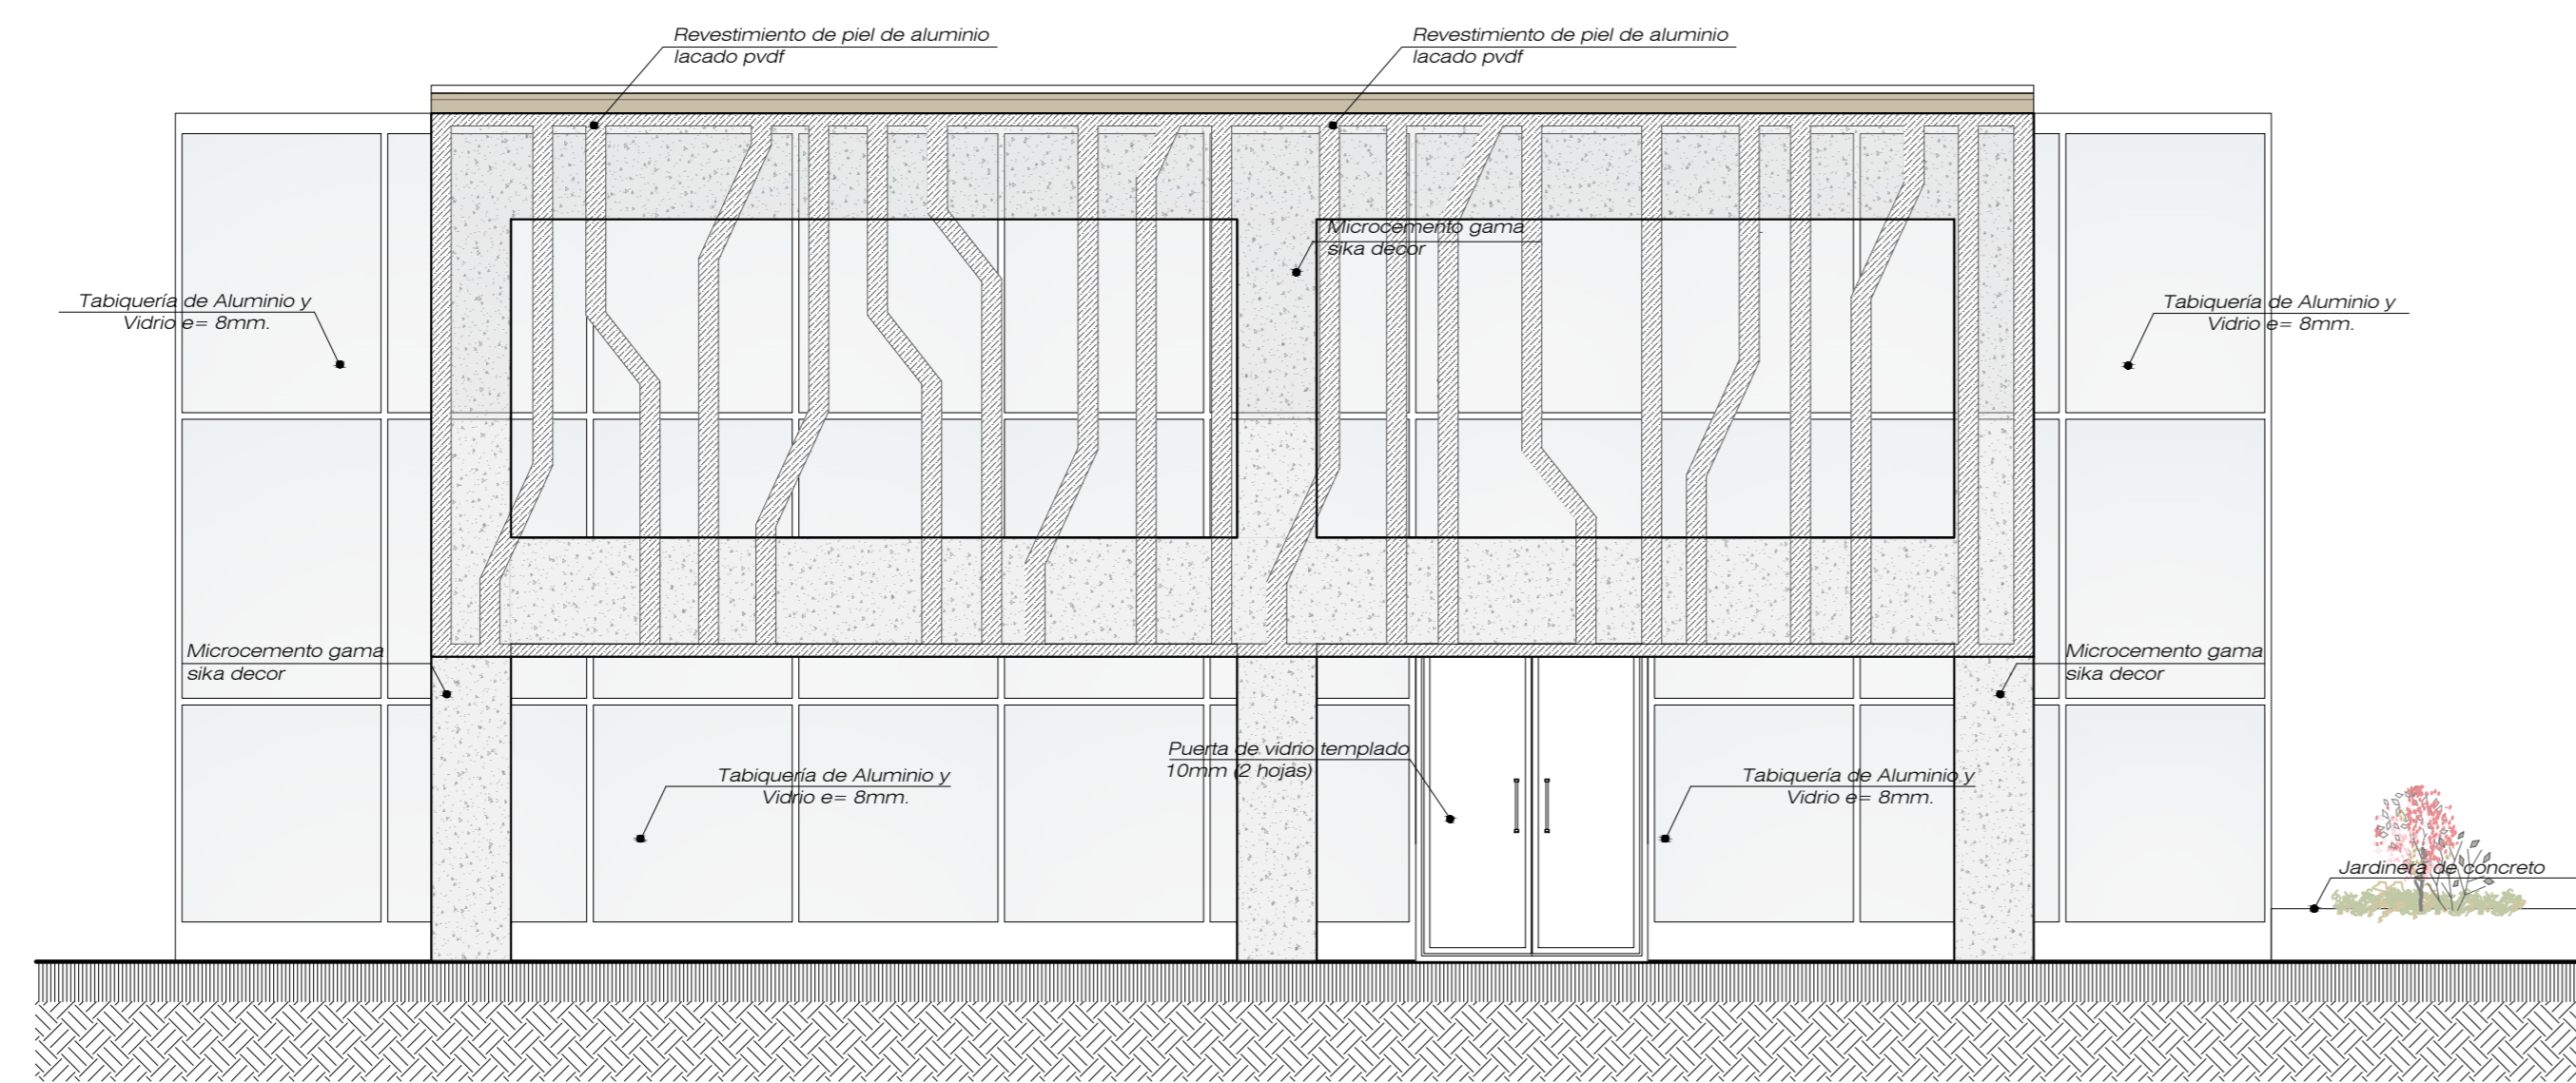 Revestimiento de piel de aluminio
lacado pvdf
Revestimiento de piel de aluminio
lacado pvdf
Microcemento gama
sika decor
Tabiquería de Aluminio y
Vidrio e= 8mm.
Tabiquería de Aluminio y
Vidrio e= 8mm.
Microcemento gama
sika decor
Microcemento gama
sika decor
Puerta de vidrio templado
10mm (2 hojas)
Tabiquería de Aluminio y
Vidrio e= 8mm.
Tabiquería de Aluminio y
Vidrio e= 8mm.
Jardinera de concreto